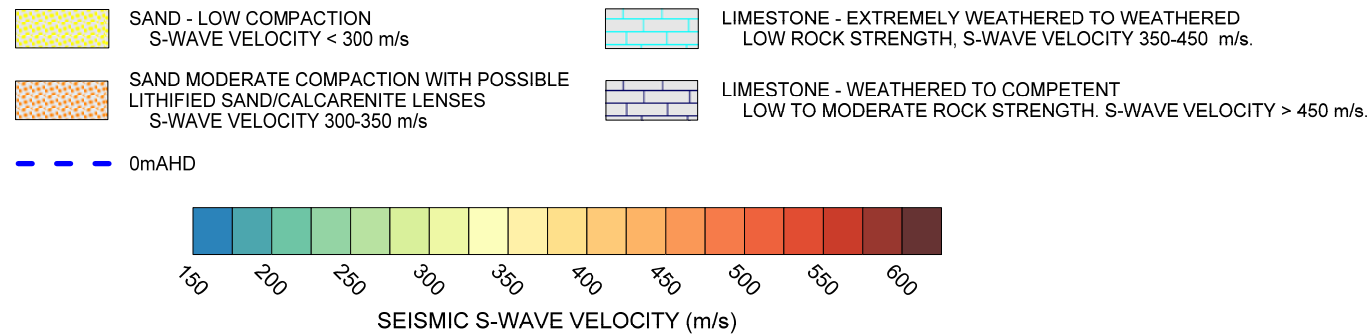 SAND - LOW COMPACTION
S-WAVE VELOCITY < 300 m/s
SAND MODERATE COMPACTION WITH POSSIBLE
LITHIFIED SAND/CALCARENITE LENSES
S-WAVE VELOCITY 300-350 m/s
0mAHD
LIMESTONE - EXTREMELY WEATHERED TO WEATHERED
LOW ROCK STRENGTH, S-WAVE VELOCITY 350-450 m/s.
LIMESTONE - WEATHERED TO COMPETENT
LOW TO MODERATE ROCK STRENGTH. S-WAVE VELOCITY > 450 m/s.
150 200 250 300 350 400 450 500 550 600
SEISMIC S-WAVE VELOCITY (m/s)